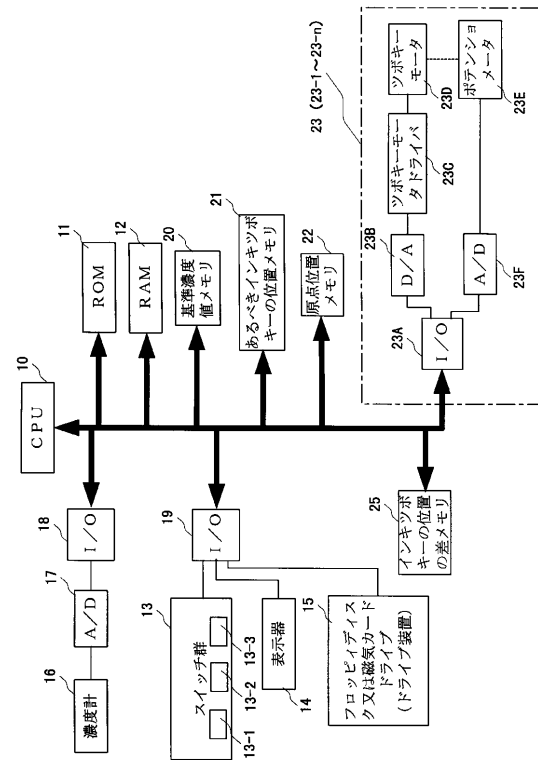 10
CPU
11
ROM
12
RAM
20
基準濃度
値メモリ
21
あるべきインキツボ
キーの位置メモリ
22
原点位置
メモリ
16
濃度計
17
A/D
18
I/O
13
スイッチ群
13-1
13-2
13-3
19
I/O
表示器
14
15
フロッピィディス
ク又は磁気カード
ドライブ
(ドライブ装置)
25
インキツボ
キーの位置
の差メモリ
23 (23-1~23-n)
23A
I/O
23B
D/A
ツボキーモー
タドライバ
23C
ツボキー
モータ
23D
ポテンショ
メータ
23E
A/D
23F